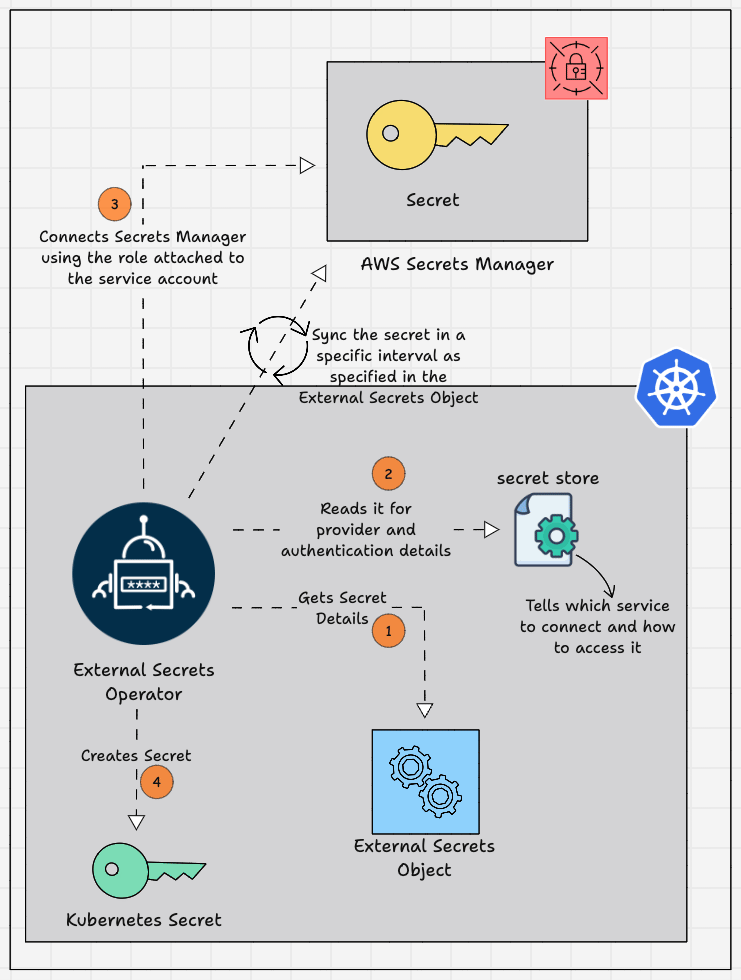 Secret
AWS Secrets Manager
3
Connects Secrets Manager
using the role attached to
the service account
Sync the secret in a
specific interval as
specified in the
External Secrets Object
2
Reads it for
provider and
authentication details
secret store
Tells which service
to connect and how
to access it
****
External Secrets
Operator
Gets Secret
Details
1
Creates Secret
4
Kubernetes Secret
External Secrets
Object